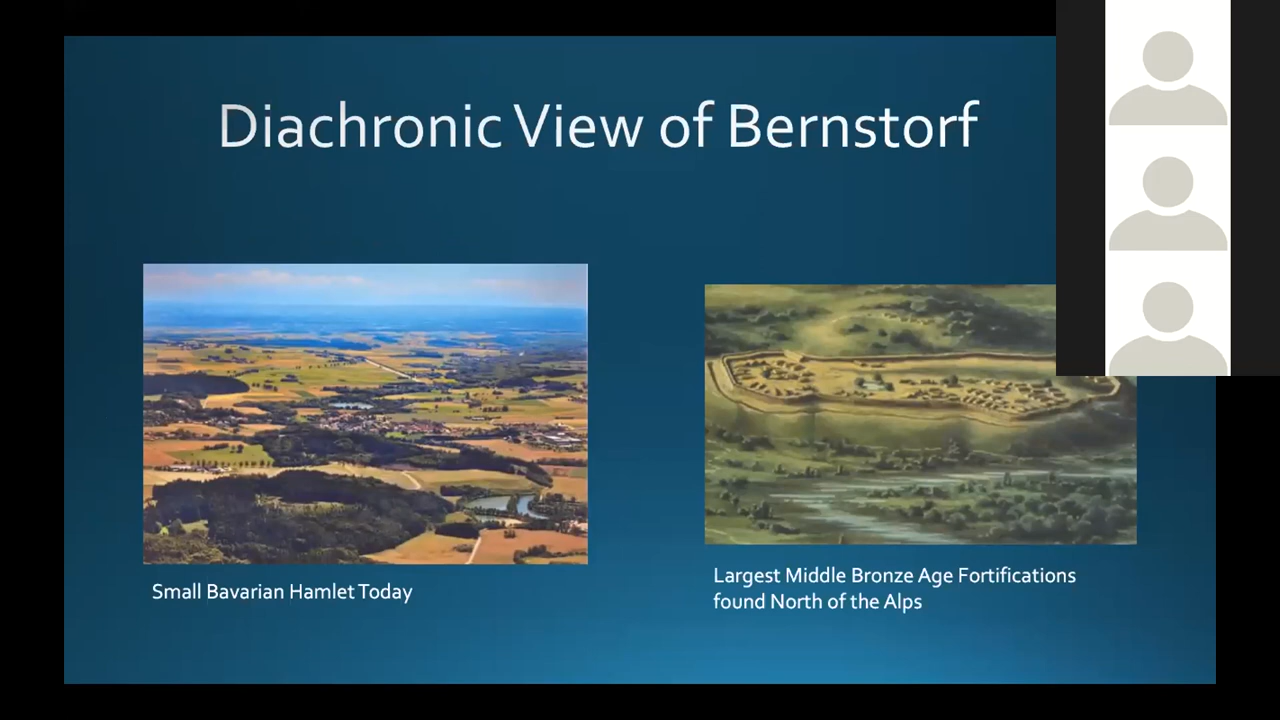 Diachronic View of Bernstorf
Small Bavarian Hamlet Today
Largest Middle Bronze Age Fortifications
found North of the Alps